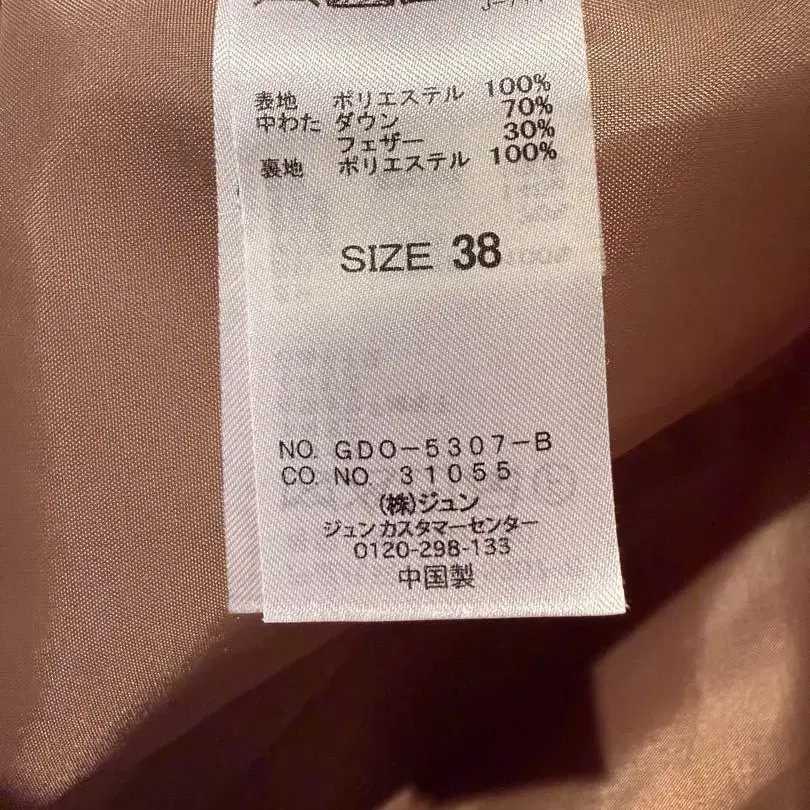 表地 ポリエステル 100%
中わた ダウン 70%
フェザー 30%
裏地 ポリエステル 100%
SIZE 38
NO. GDO-5307-B
CO. NO. 31055
(株)ジュン
ジュンカスタマーセンター
0120-298-133
中国製